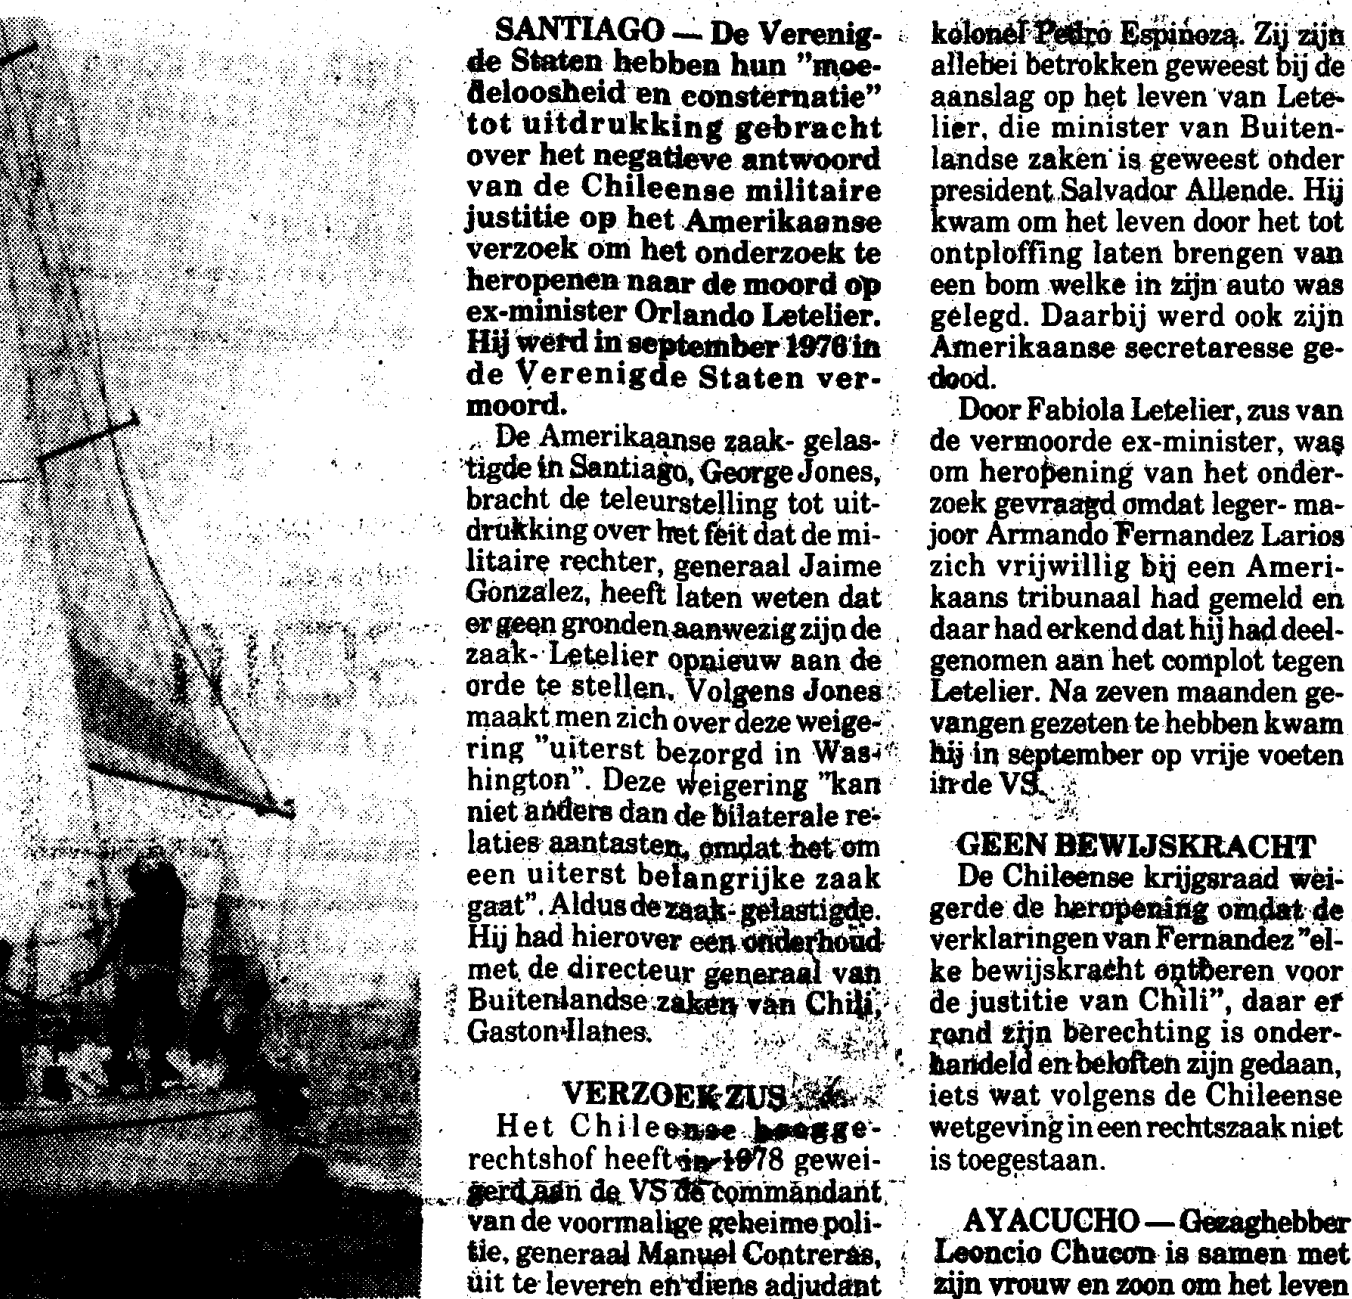 SANTIAGO — De Verenig-
de Staten hebben hun "moe-
deloosheid en consternatie"
tot uitdrukking gebracht
over het negatieve antwoord
van de Chileense militaire
justitie op het Amerikaanse
verzoek om het onderzoek te
heropenen naar de moord op
ex-minister Orlando Letelier.
Hij werd in september 1976 in
de Verenigde Staten ver-
moord.
De Amerikaanse zaak- gelas-
tigde in Santiago, George Jones,
bracht de teleurstelling tot uit-
drukking over het feit dat de mi-
litaire rechter, generaal Jaime
Gonzalez, heeft laten weten dat
er geen gronden aanwezig zijn de
zaak- Letelier opnieuw aan de
orde te stellen. Volgens Jones
maakt men zich over deze weige-
ring "uiterst bezorgd in Was-
hington". Deze weigering "kan
niet anders dan de bilaterale re-
laties aantasten, omdat het om
een uiterst belangrijke zaak
gaat". Aldus de zaak- gelastigde.
Hij had hierover een onderhoud
met de directeur generaal van
Buitenlandse zaken van Chili,
Gaston Ilanes.
VERZOEK ZUS
Het Chileense hoogge-
rechtshof heeft in 1978 gewei-
gerd aan de VS de commandant
van de voormalige geheime poli-
tie, generaal Manuel Contreras,
uit te leveren en diens adjudant
kolonel Pedro Espinoza. Zij zijn
allebei betrokken geweest bij de
aanslag op het leven van Lete-
lier, die minister van Buiten-
landse zaken is geweest onder
president Salvador Allende. Hij
kwam om het leven door het tot
ontploffing laten brengen van
een bom welke in zijn auto was
gelegd. Daarbij werd ook zijn
Amerikaanse secretaresse ge-
dood.
Door Fabiola Letelier, zus van
de vermoorde ex-minister, was
om heropening van het onder-
zoek gevraagd omdat leger- ma-
joor Armando Fernandez Larios
zich vrijwillig bij een Ameri-
kaans tribunaal had gemeld en
daar had erkend dat hij had deel-
genomen aan het complot tegen
Letelier. Na zeven maanden ge-
vangen gezeten te hebben kwam
hij in september op vrije voeten
in de VS.
GEEN BEWIJSKRACHT
De Chileense krijgsraad wei-
gerde de heropening omdat de
verklaringen van Fernandez "el-
ke bewijskracht ontberen voor
de justitie van Chili", daar er
rond zijn berechting is onder-
handeld en beloften zijn gedaan,
iets wat volgens de Chileense
wetgeving in een rechtszaak niet
is toegestaan.
AYACUCHO — Gezaghebber
Leoncio Chucon is samen met
zijn vrouw en zoon om het leven